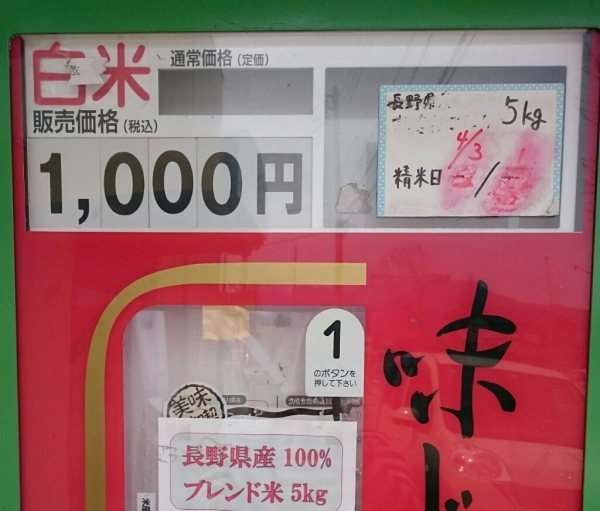 白米
通常価格(定価)
販売価格(税込)
1,000円
長野県
5kg
4/3
精米日
/
1
のボタンを
押して下さい
美味
長野県産 100%
ブレンド米 5kg
味